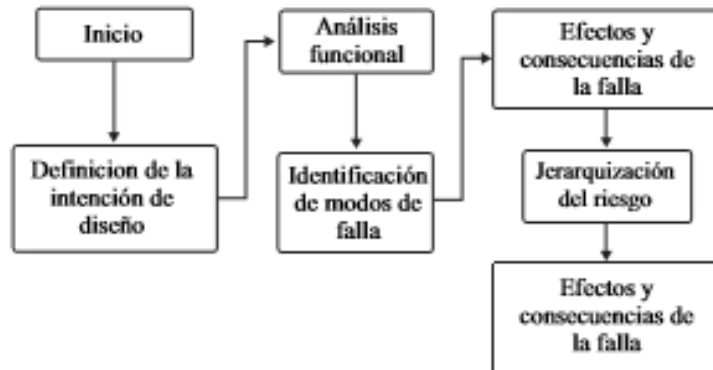 Inicio
Definicion de la
intención de
diseño
Análisis
funcional
Identificación
de modos de
falla
Efectos y
consecuencias de
la falla
Jerarquización
del riesgo
Efectos y
consecuencias de
la falla